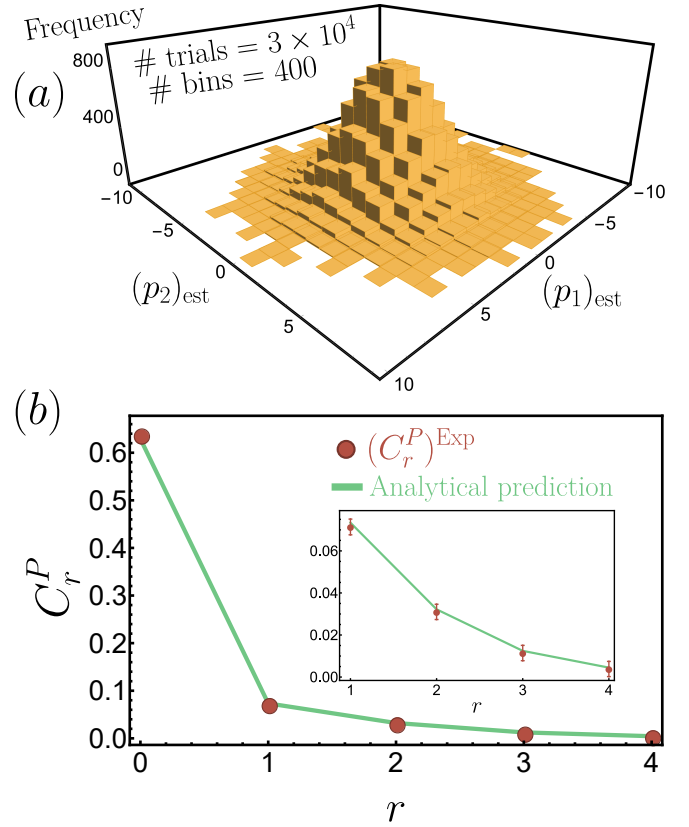 Frequency
(a)
# trials = 3 × 10⁴
# bins = 400
800
400
0
−10
−5
0
5
(p₂)est
−10
−5
0
5
10
(p₁)est
(b)
(C_r^P)^Exp
Analytical prediction
C_r^P
0.6
0.5
0.4
0.3
0.2
0.1
0.0
0 1 2 3 4
r
0.06
0.04
0.02
0.00
1 2 3 4
r